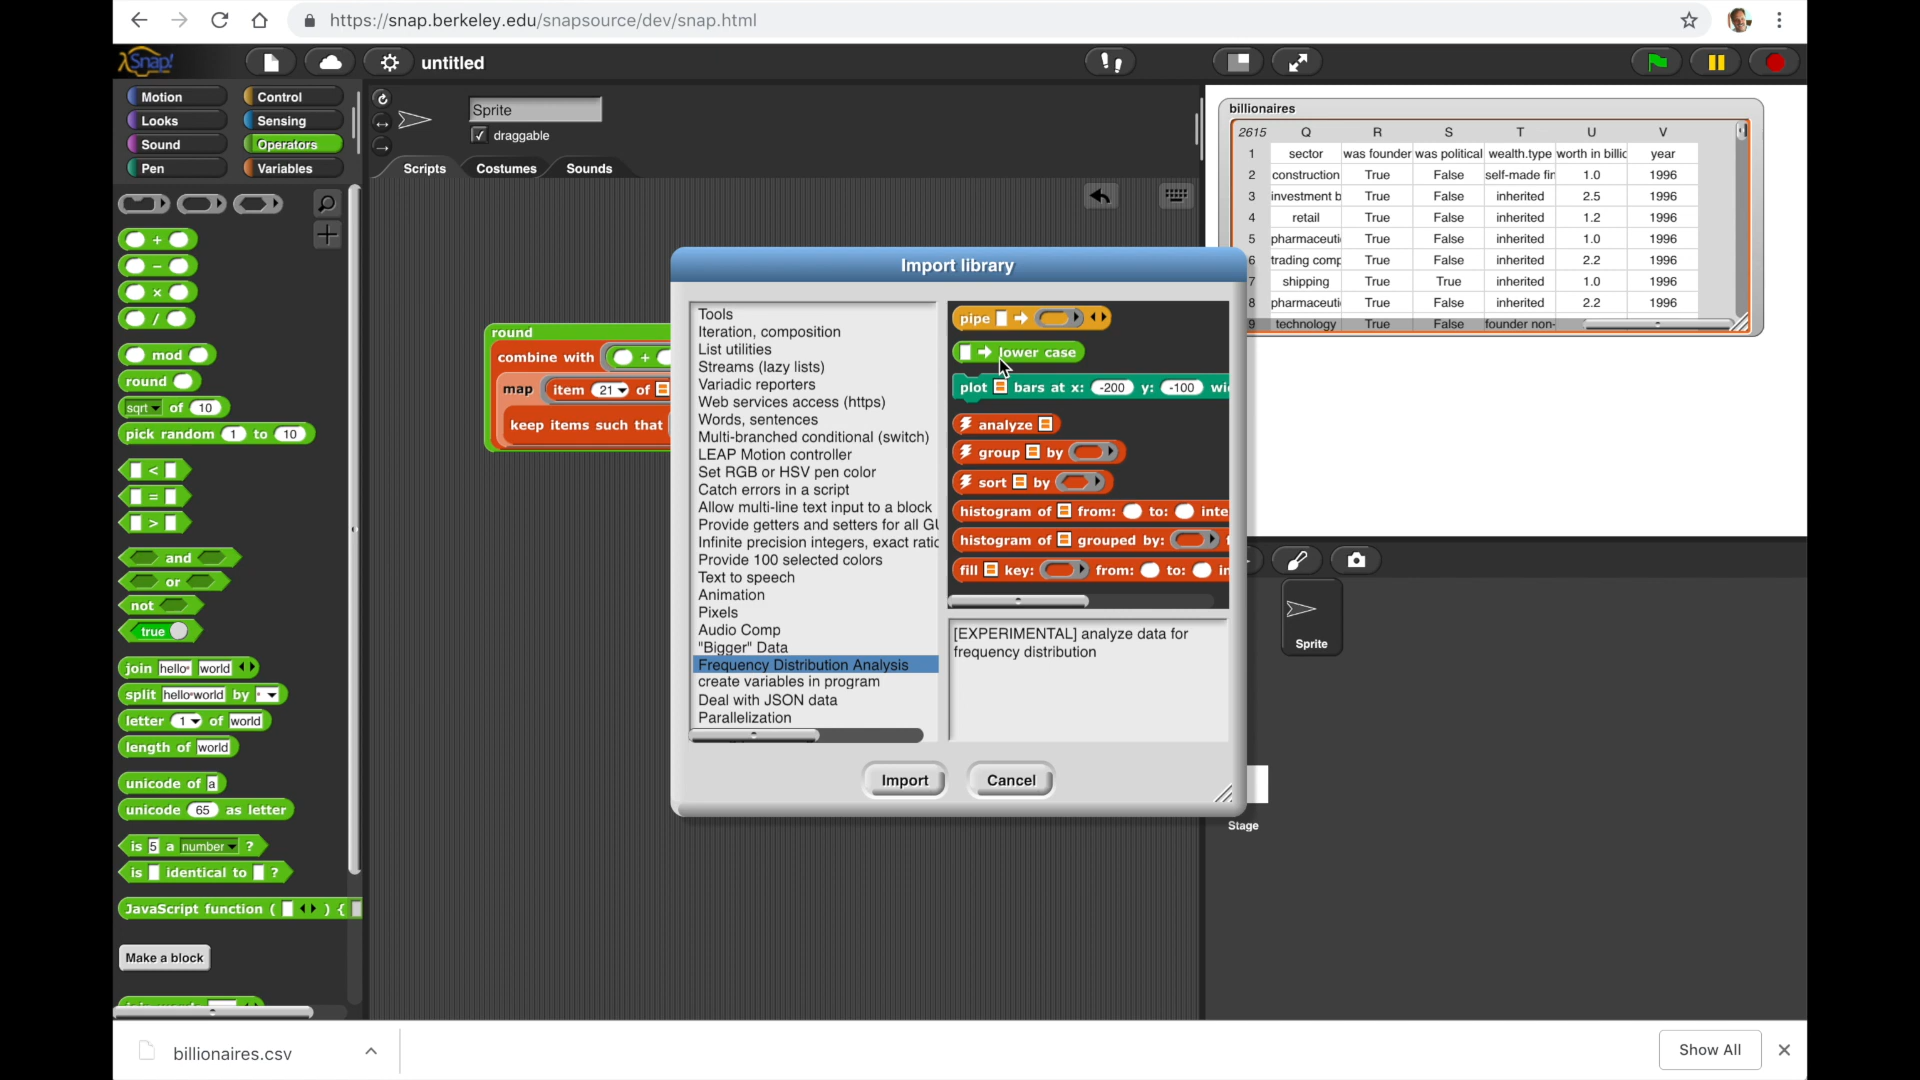 https://snap.berkeley.edu/snapsource/dev/snap.html
Snap!
untitled
Motion
Control
Looks
Sensing
Sound
Operators
Pen
Variables
Sprite
draggable
Scripts
Costumes
Sounds
+
−
×
/
mod
round
sqrt of 10
pick random 1 to 10
<
=
>
and
or
not
true
join hello world
split hello world by
letter 1 of world
length of world
unicode of a
unicode 65 as letter
is 5 a number ?
is identical to ?
JavaScript function ( ) {
Make a block
round
combine with +
map item 21 of
keep items such that
Import library
Tools
Iteration, composition
List utilities
Streams (lazy lists)
Variadic reporters
Web services access (https)
Words, sentences
Multi-branched conditional (switch)
LEAP Motion controller
Set RGB or HSV pen color
Catch errors in a script
Allow multi-line text input to a block
Provide getters and setters for all GU
Infinite precision integers, exact ratio
Provide 100 selected colors
Text to speech
Animation
Pixels
Audio Comp
"Bigger" Data
Frequency Distribution Analysis
create variables in program
Deal with JSON data
Parallelization
pipe
lower case
plot bars at x: -200 y: -100 wi
analyze
group by
sort by
histogram of from: to: inte
histogram of grouped by: f
fill key: from: to: in
[EXPERIMENTAL] analyze data for
frequency distribution
Import
Cancel
billionaires
2615 Q R S T U V
1 sector was founder was political wealth.type worth in billic year
2 construction True False self-made fin 1.0 1996
3 investment b True False inherited 2.5 1996
4 retail True False inherited 1.2 1996
5 pharmaceuti True False inherited 1.0 1996
6 trading comp True False inherited 2.2 1996
7 shipping True True inherited 1.0 1996
8 pharmaceuti True False inherited 2.2 1996
9 technology True False founder non-
Sprite
Stage
billionaires.csv
Show All